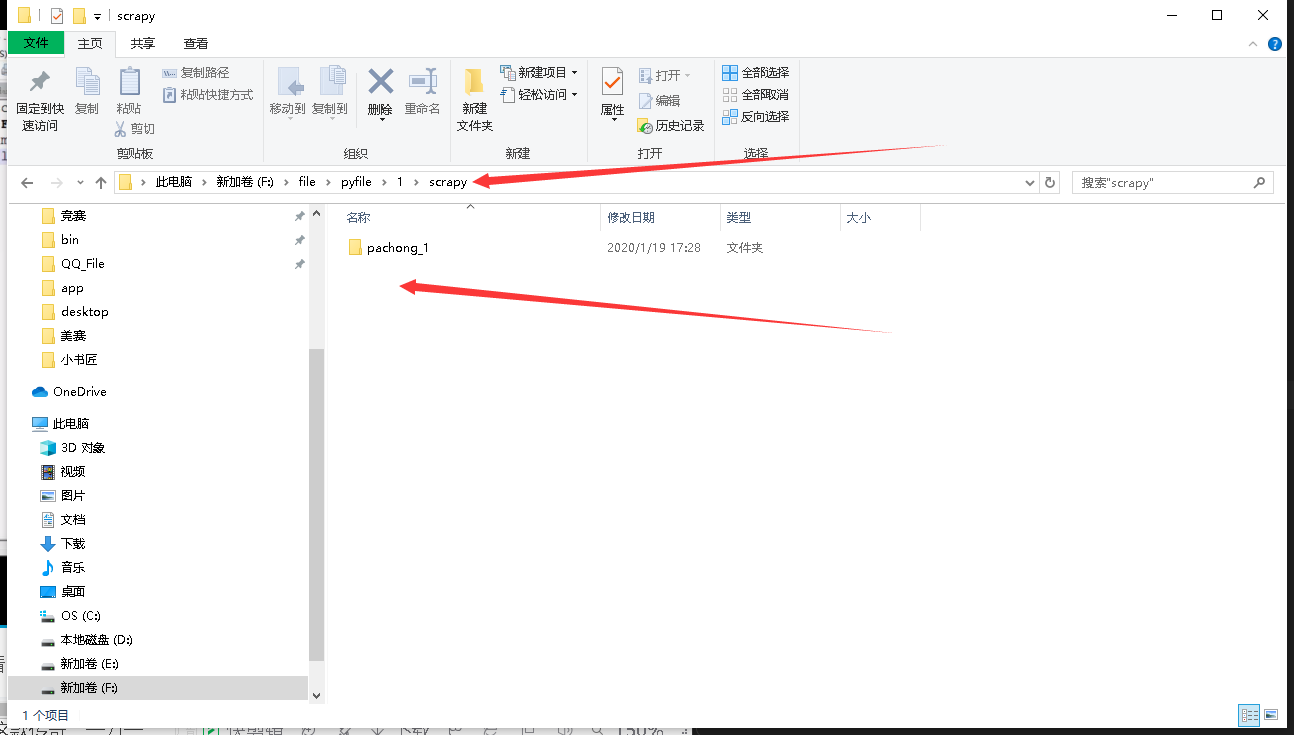 scrapy
文件 主页 共享 查看
固定到快速访问
复制
粘贴
剪切
复制路径
粘贴快捷方式
剪贴板
移动到
复制到
删除
重命名
组织
新建文件夹
新建项目
轻松访问
新建
属性
打开
编辑
历史记录
打开
全部选择
全部取消
反向选择
选择
此电脑 新加卷 (F:) file pyfile 1 scrapy
搜索"scrapy"
名称 修改日期 类型 大小
pachong_1 2020/1/19 17:28 文件夹
竞赛
bin
QQ_File
app
desktop
美赛
小书匠
OneDrive
此电脑
3D 对象
视频
图片
文档
下载
音乐
桌面
OS (C:)
本地磁盘 (D:)
新加卷 (E:)
新加卷 (F:)
1 个项目